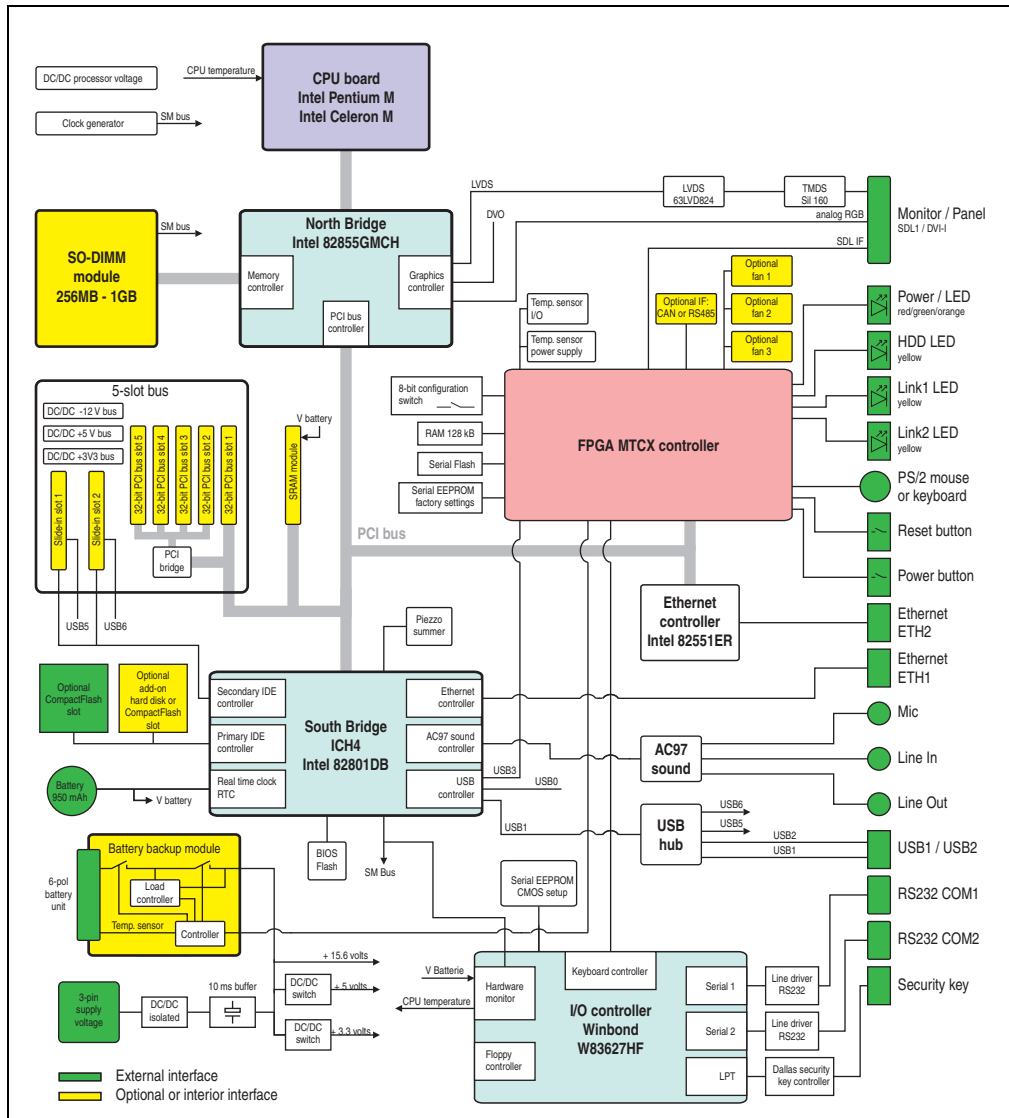 DC/DC processor voltage
CPU temperature
CPU board
Intel Pentium M
Intel Celeron M
Clock generator
SM bus
SO-DIMM
module
256MB - 1GB
SM bus
North Bridge
Intel 82855GMCH
Memory
controller
Graphics
controller
PCI bus
controller
LVDS
DVO
LVDS
63LVD824
TMDS
Sil 160
analog RGB
SDL IF
Monitor / Panel
SDL1 / DVI-I
Temp. sensor
I/O
Temp. sensor
power supply
Optional IF:
CAN or RS485
Optional
fan 1
Optional
fan 2
Optional
fan 3
Power / LED
red/green/orange
HDD LED
yellow
Link1 LED
yellow
Link2 LED
yellow
PS/2 mouse
or keyboard
Reset button
Power button
5-slot bus
DC/DC -12 V bus
DC/DC +5 V bus
DC/DC +3V3 bus
Slide-in slot 1
Slide-in slot 2
32-bit PCI bus slot 5
32-bit PCI bus slot 4
32-bit PCI bus slot 3
32-bit PCI bus slot 2
32-bit PCI bus slot 1
PCI
bridge
USB5
USB6
V battery
SRAM module
8-bit configuration
switch
RAM 128 kB
Serial Flash
Serial EEPROM
factory settings
FPGA MTCX controller
PCI bus
Ethernet
controller
Intel 82551ER
Ethernet
ETH2
Ethernet
ETH1
Piezzo
summer
Optional
CompactFlash
slot
Optional
add-on
hard disk or
CompactFlash
slot
Secondary IDE
controller
Primary IDE
controller
Real time clock
RTC
South Bridge
ICH4
Intel 82801DB
Ethernet
controller
AC97 sound
controller
USB
controller
USB3
USB0
USB1
AC97
sound
Mic
Line In
Line Out
Battery
950 mAh
V battery
BIOS
Flash
SM Bus
USB
hub
USB6
USB5
USB2
USB1
USB1 / USB2
Battery backup module
6-pol
battery
unit
Load
controller
Temp. sensor
Controller
Serial EEPROM
CMOS setup
RS232 COM1
RS232 COM2
Security key
+ 15.6 volts
DC/DC
switch
+ 5 volts
DC/DC
switch
+ 3.3 volts
3-pin
supply
voltage
DC/DC
isolated
10 ms buffer
V Batterie
CPU temperature
Hardware
monitor
Keyboard controller
Floppy
controller
I/O controller
Winbond
W83627HF
Serial 1
Serial 2
LPT
Line driver
RS232
Line driver
RS232
Dallas security
key controller
External interface
Optional or interior interface